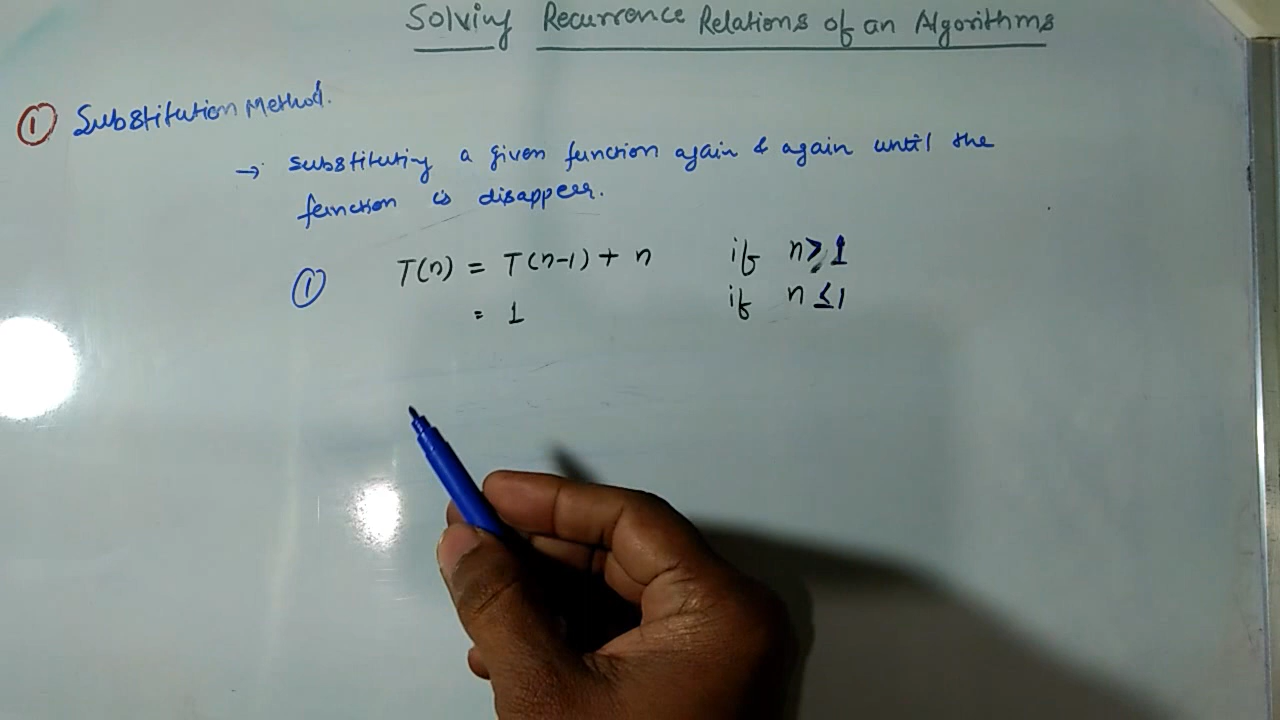 Solving Recurrence Relations of an Algorithms
① Substitution Method.
→ Substituting a given function again & again until the
function is disappear.
① T(n) = T(n-1) + n if n>1
= 1 if n≤1